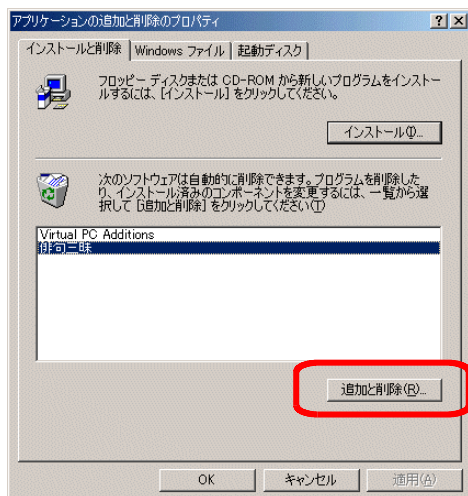 アプリケーションの追加と削除のプロパティ
インストールと削除 Windows ファイル 起動ディスク
フロッピー ディスクまたは CD-ROM から新しいプログラムをインストー
ルするには、[インストール] をクリックしてください。
インストール(I)...
次のソフトウェアは自動的に削除できます。プログラムを削除した
り、インストール済みのコンポーネントを変更するには、一覧から選
択して [追加と削除] をクリックしてください(T)
Virtual PC Additions
俳句三昧
追加と削除(R)...
OK キャンセル 適用(A)